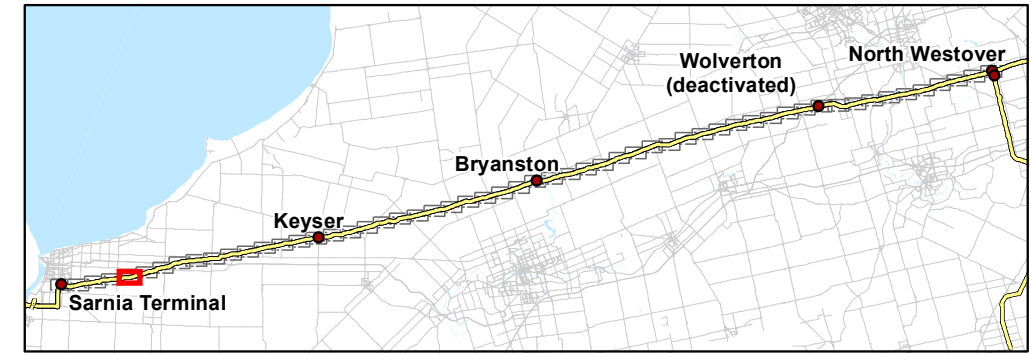 Wolverton
(deactivated)
North Westover
Bryanston
Keyser
Sarnia Terminal